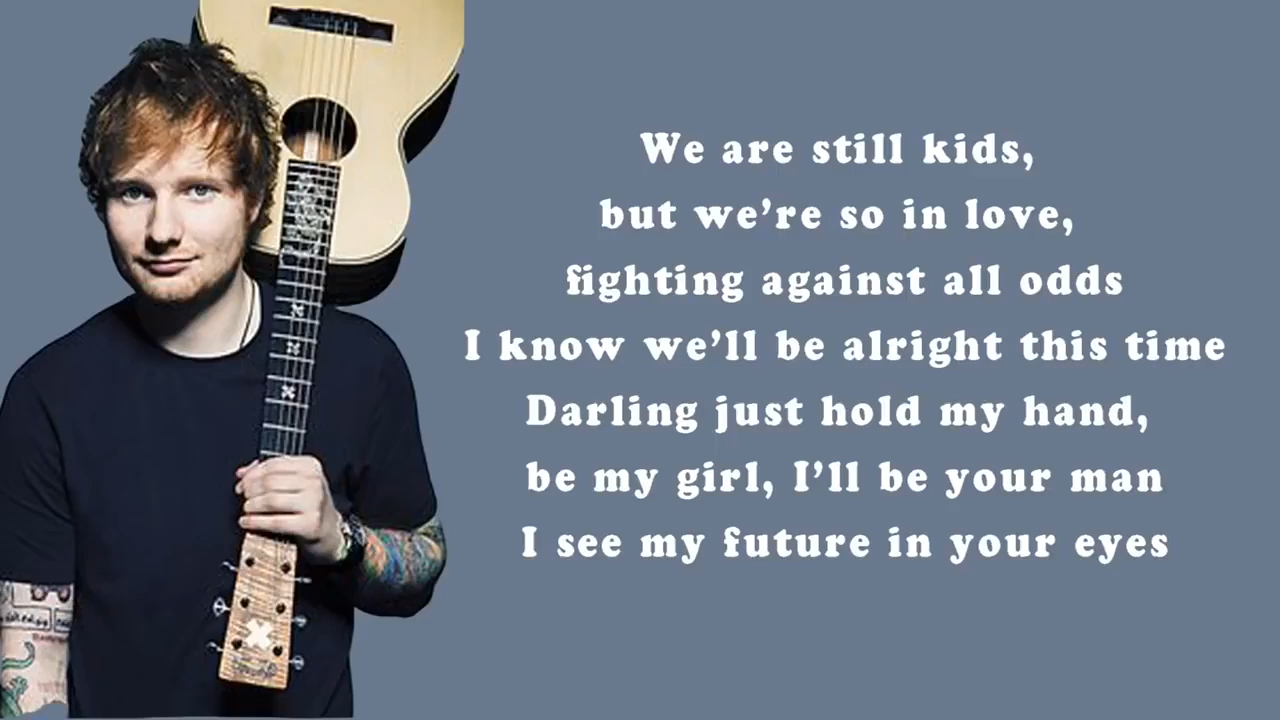 We are still kids,
but we're so in love,
fighting against all odds
I know we'll be alright this time
Darling just hold my hand,
be my girl, I'll be your man
I see my future in your eyes